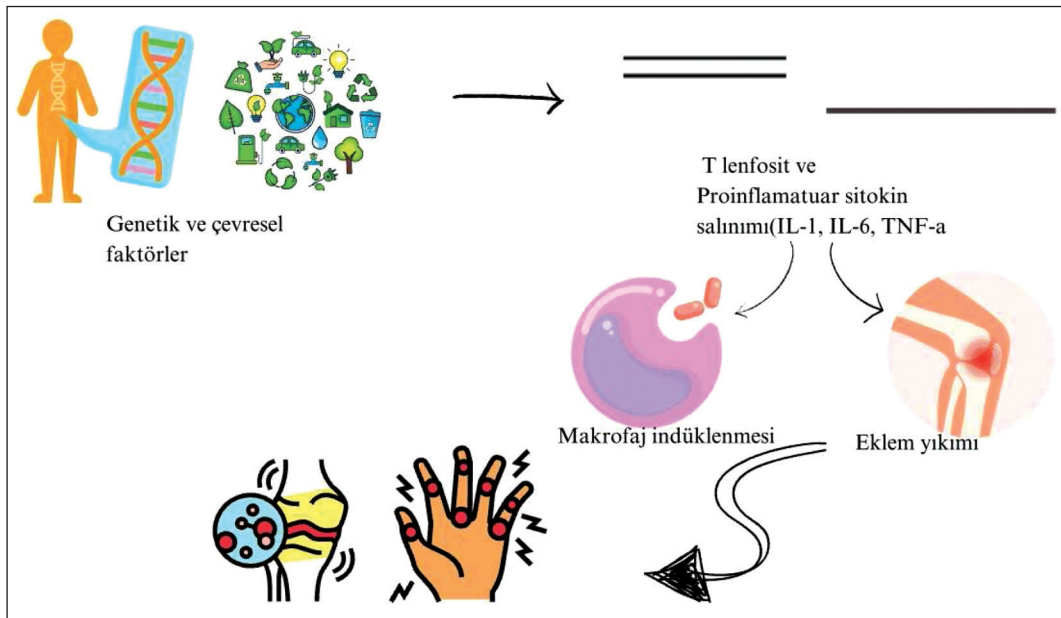 Genetik ve çevresel
faktörler
T lenfosit ve
Proinflamatuar sitokin
salınımı(IL-1, IL-6, TNF-a
Makrofaj indüklenmesi
Eklem yıkımı